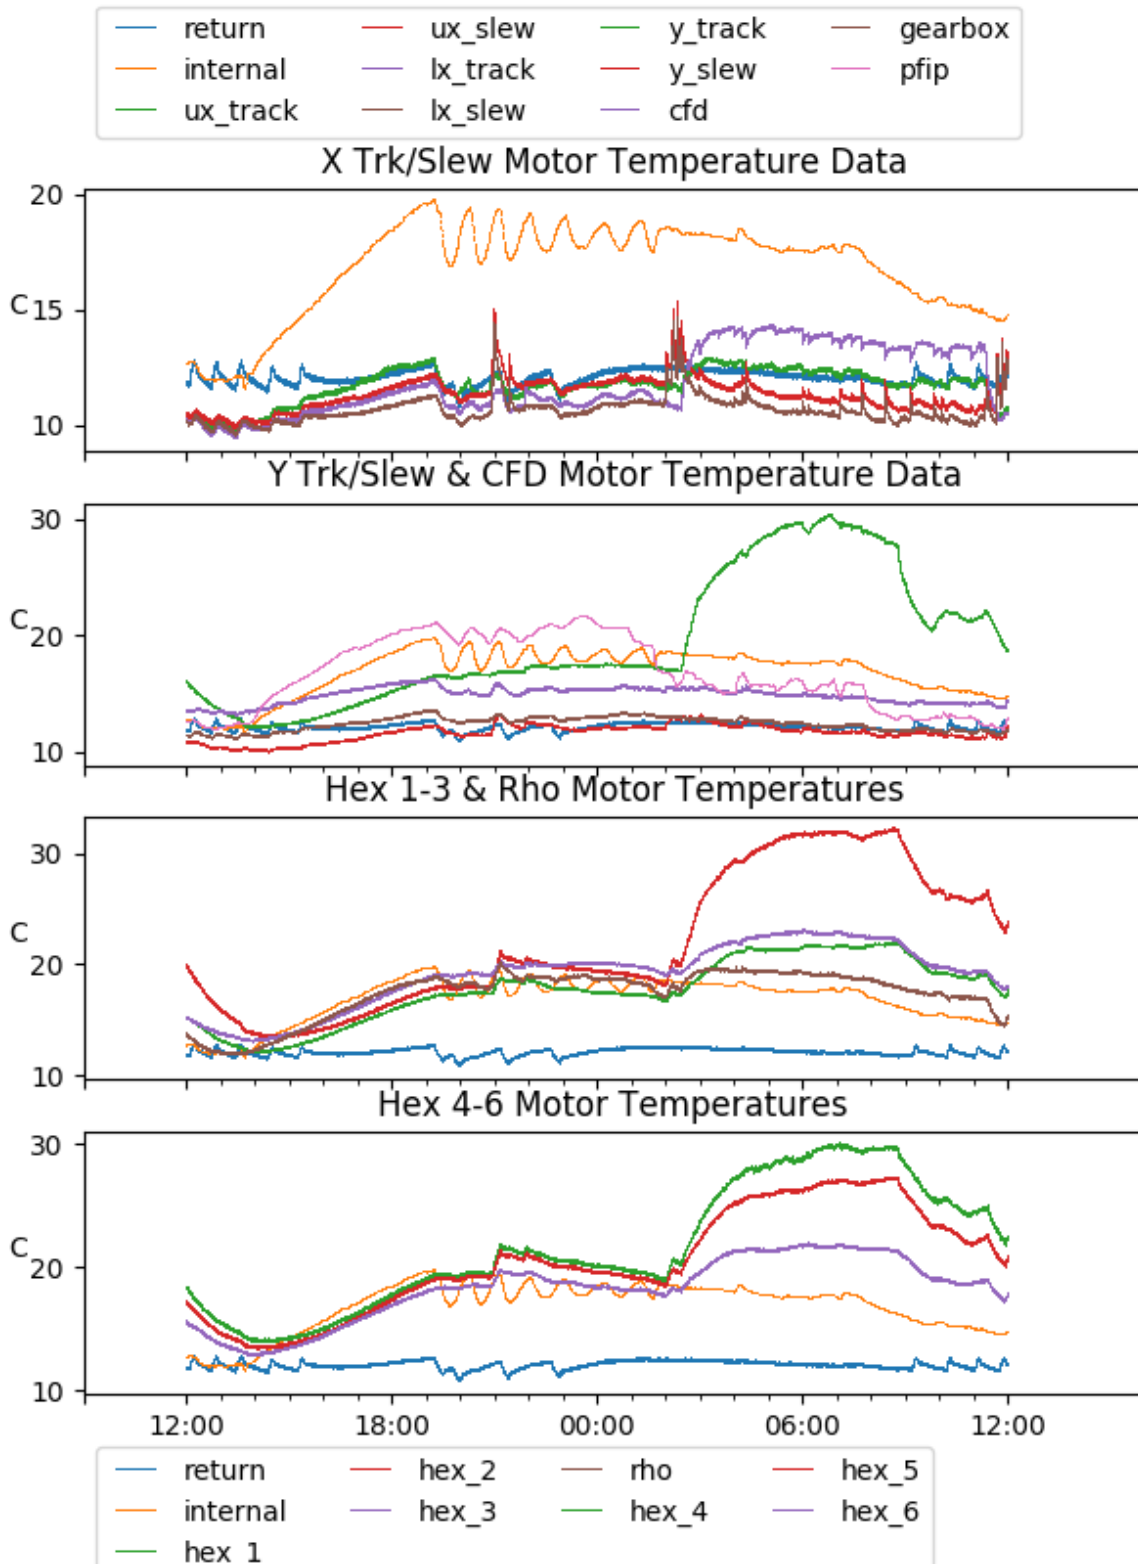 return ux_slew y_track gearbox
internal lx_track y_slew pfip
ux_track lx_slew cfd
X Trk/Slew Motor Temperature Data
20
C 15
10
Y Trk/Slew & CFD Motor Temperature Data
30
C 20
10
Hex 1-3 & Rho Motor Temperatures
30
C
20
10
Hex 4-6 Motor Temperatures
30
C
20
10
12:00 18:00 00:00 06:00 12:00
return hex_2 rho hex_5
internal hex_3 hex_4 hex_6
hex_1